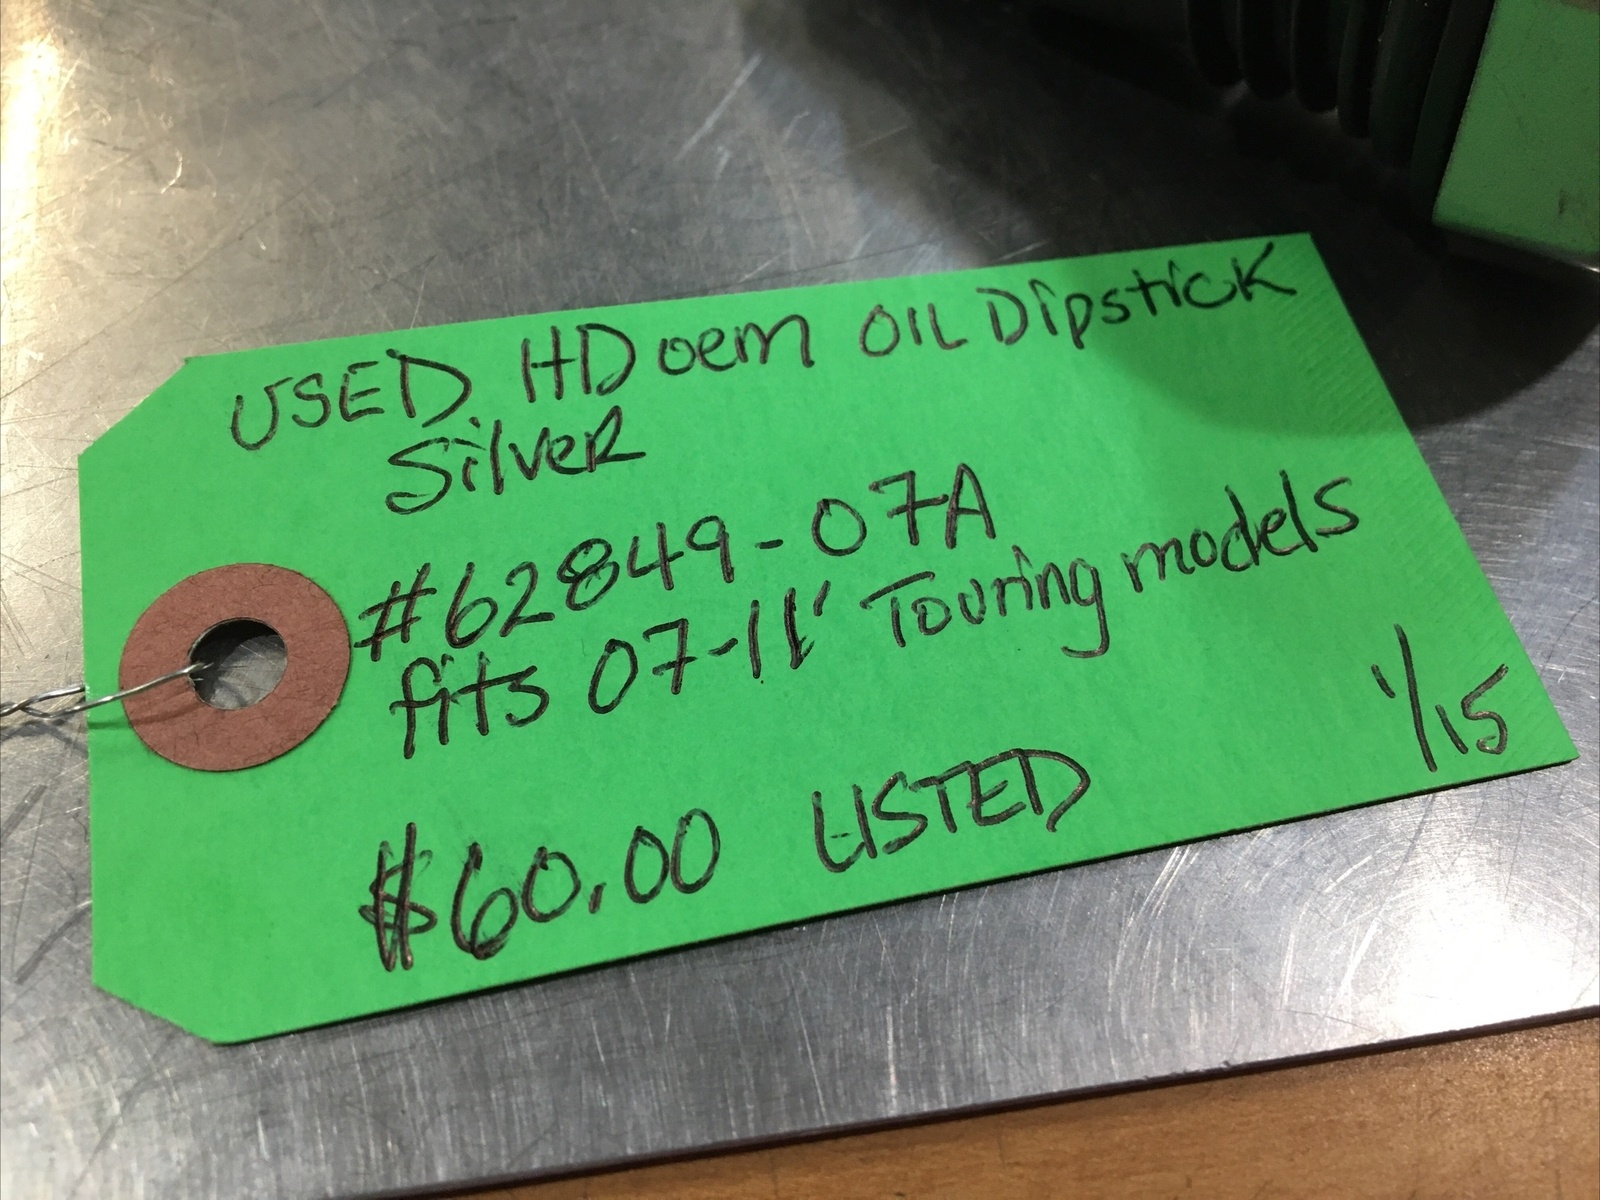 USED HD oem OIL Dipstick
Silver
#62849-07A
fits 07-11' Touring models
1/15
$60.00 LISTED